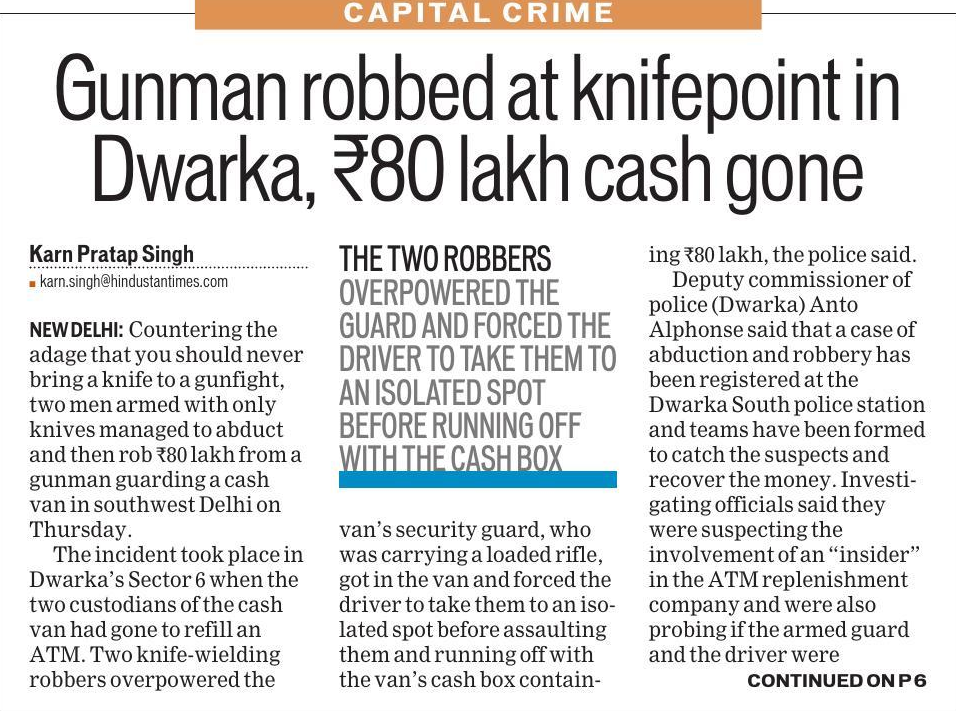 CAPITAL CRIME
Gunman robbed at knifepoint in
Dwarka, ₹80 lakh cash gone
Karn Pratap Singh
karn.singh@hindustantimes.com
NEW DELHI: Countering the
adage that you should never
bring a knife to a gunfight,
two men armed with only
knives managed to abduct
and then rob ₹80 lakh from a
gunman guarding a cash
van in southwest Delhi on
Thursday.
The incident took place in
Dwarka’s Sector 6 when the
two custodians of the cash
van had gone to refill an
ATM. Two knife-wielding
robbers overpowered the
THE TWO ROBBERS
OVERPOWERED THE
GUARD AND FORCED THE
DRIVER TO TAKE THEM TO
AN ISOLATED SPOT
BEFORE RUNNING OFF
WITH THE CASH BOX
van’s security guard, who
was carrying a loaded rifle,
got in the van and forced the
driver to take them to an iso-
lated spot before assaulting
them and running off with
the van’s cash box contain-
ing ₹80 lakh, the police said.
Deputy commissioner of
police (Dwarka) Anto
Alphonse said that a case of
abduction and robbery has
been registered at the
Dwarka South police station
and teams have been formed
to catch the suspects and
recover the money. Investi-
gating officials said they
were suspecting the
involvement of an “insider”
in the ATM replenishment
company and were also
probing if the armed guard
and the driver were
CONTINUED ON P 6